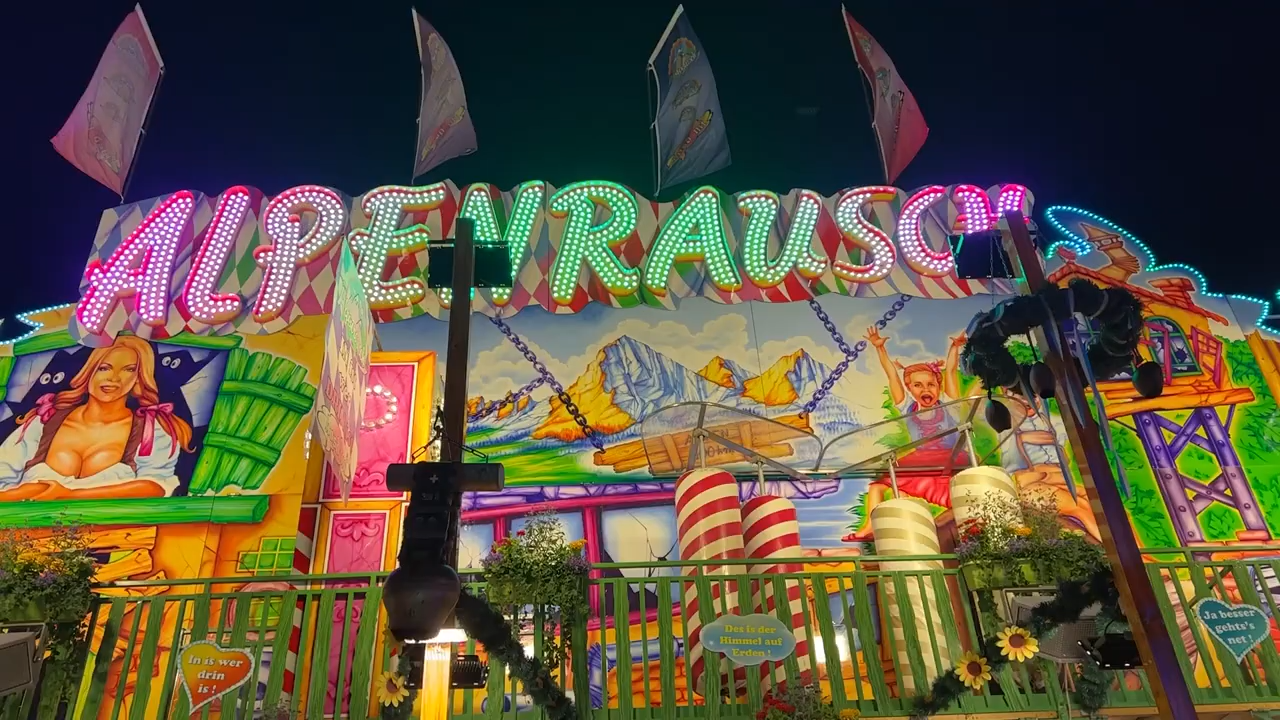 ALPENRAUSCH
In is wer
drin
is !
Des is der
Himmel auf
Erden !
Ja besser
geht's
net !